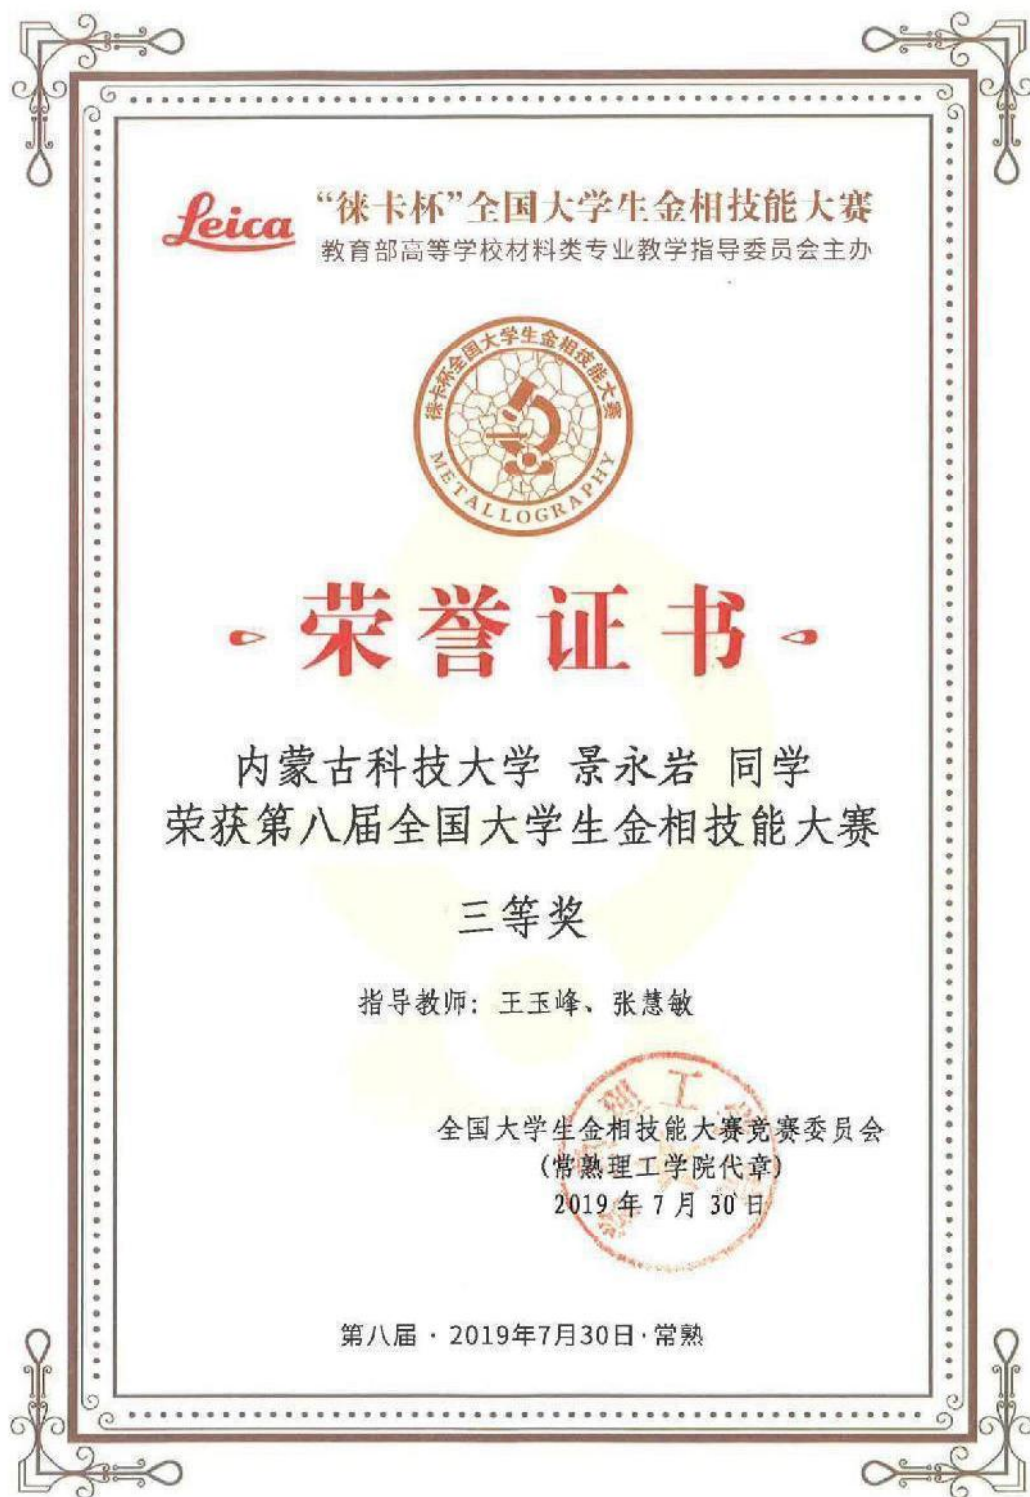 Leica
“徕卡杯”全国大学生金相技能大赛
教育部高等学校材料类专业教学指导委员会主办
徕卡杯全国大学生金相技能大赛
METALLOGRAPHY
荣誉证书
内蒙古科技大学 景永岩 同学
荣获第八届全国大学生金相技能大赛
三等奖
指导教师：王玉峰、张慧敏
全国大学生金相技能大赛竞赛委员会
(常熟理工学院代章)
2019 年 7 月 30 日
第八届 · 2019年7月30日 · 常熟